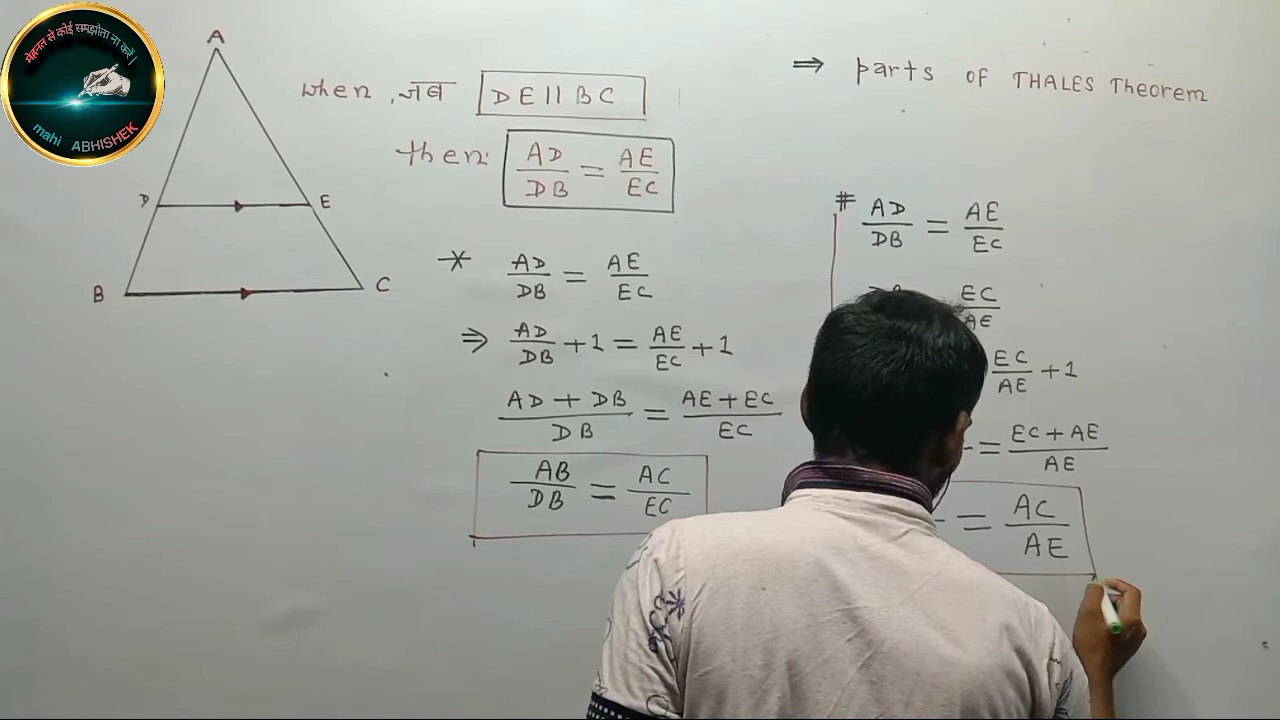 मेहनत से कोई समझौता ना करें।
mahi ABHISHEK
A
D E
B C
when , जब DE॥BC
then: AD/DB = AE/EC
* AD/DB = AE/EC
⇒ AD/DB + 1 = AE/EC + 1
AD + DB/DB = AE + EC/EC
AB/DB = AC/EC
⇒ parts OF THALES Theorem
# AD/DB = AE/EC
EC/AE
EC/AE + 1
= EC + AE/AE
= AC/AE